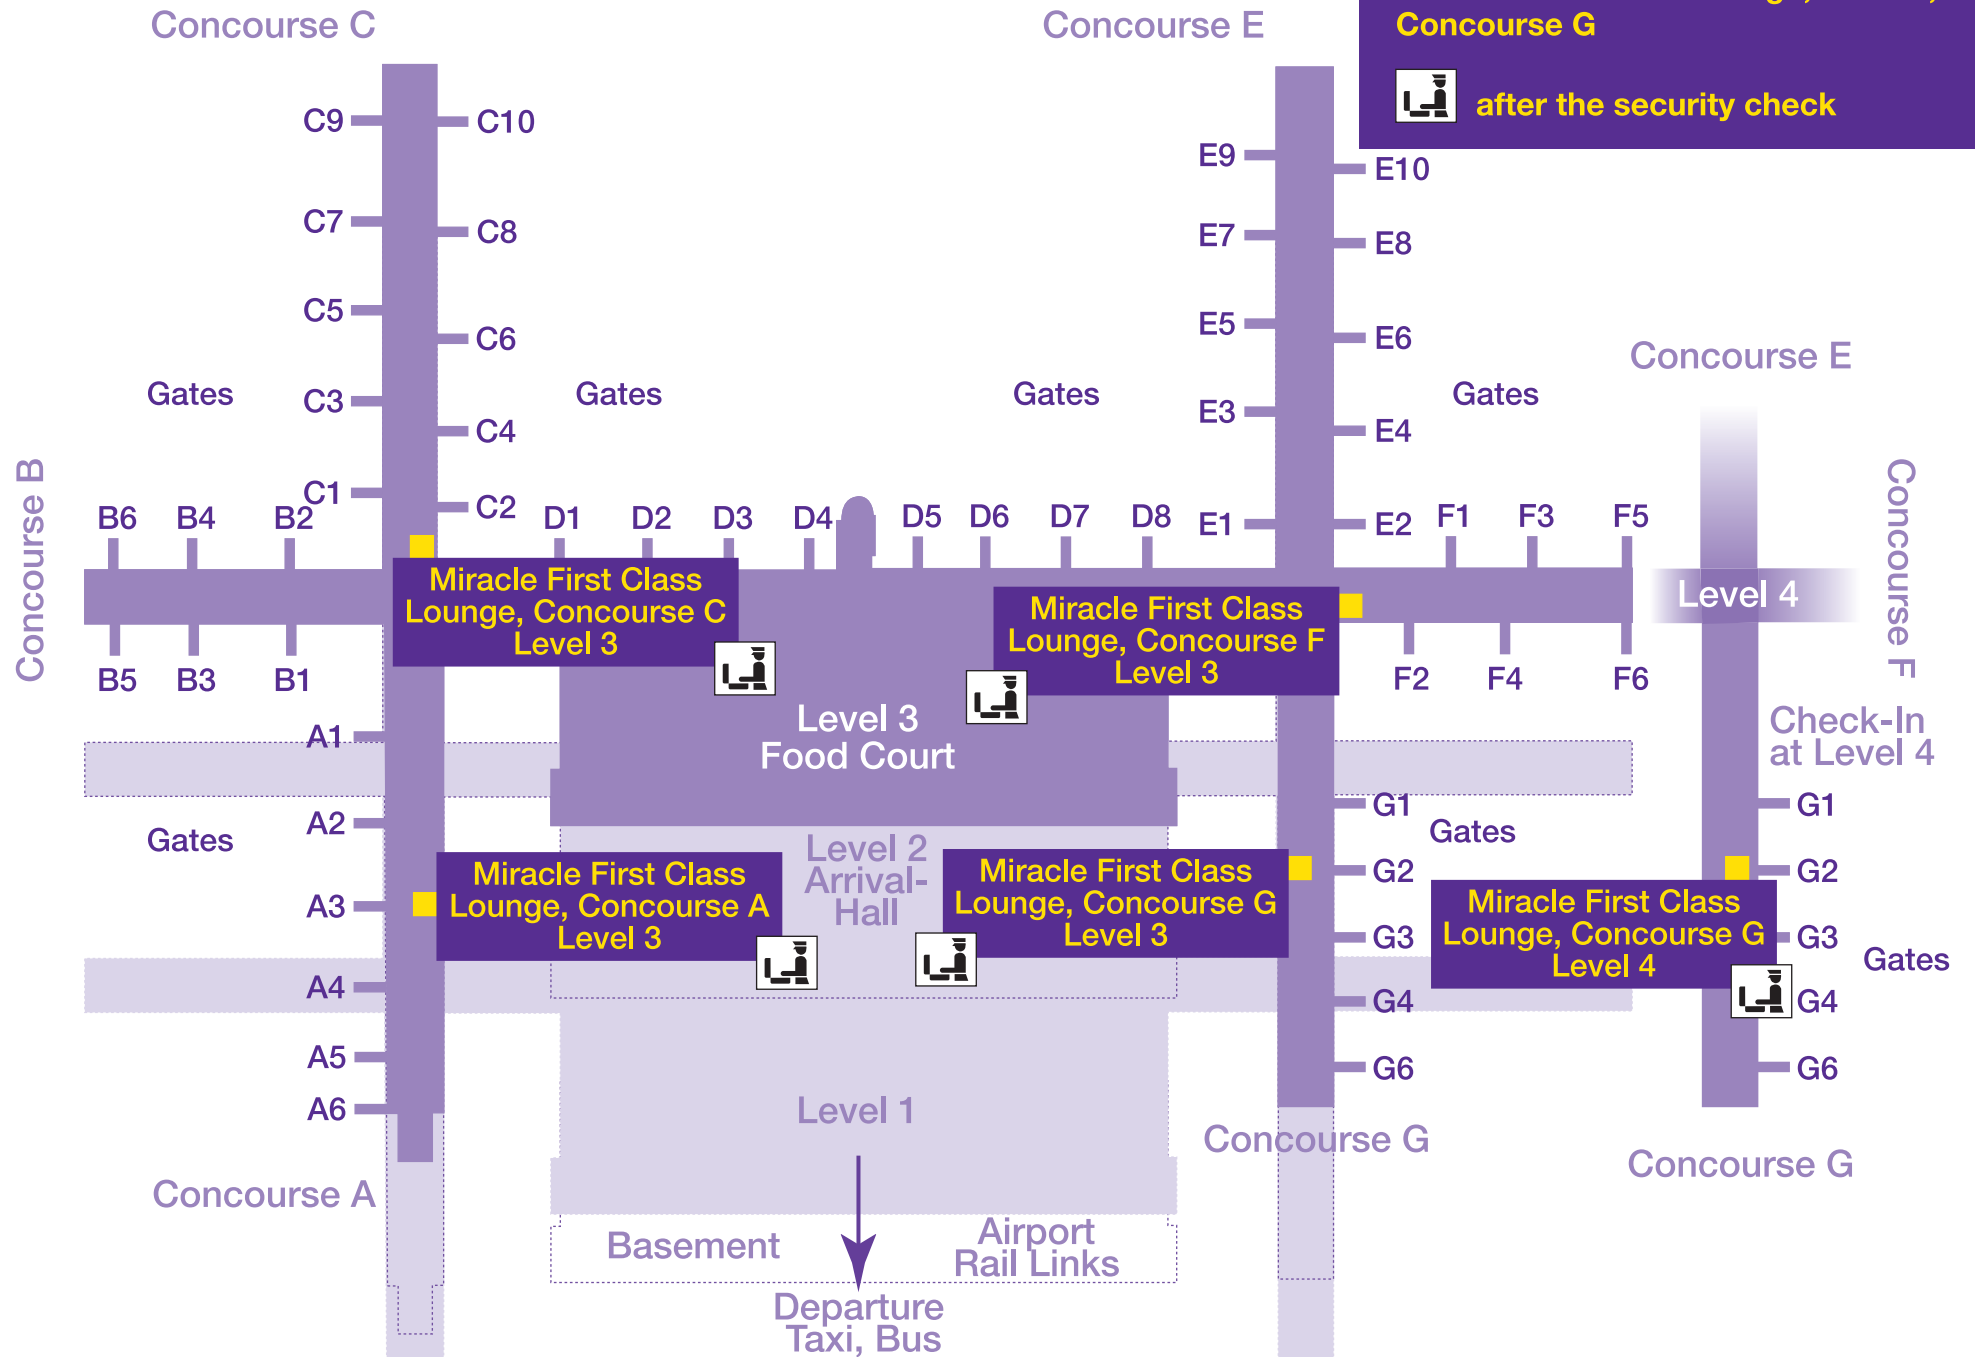 Concourse C
Concourse E
Concourse G
after the security check
C9
C10
E9
E10
C7
C8
E7
E8
C5
C6
E5
E6
Concourse E
Gates
C3
Gates
Gates
E3
Gates
C4
E4
Concourse B
Concourse F
C1
C2
B6
B4
B2
D1
D2
D3
D4
D5
D6
D7
D8
E1
E2
F1
F3
F5
Miracle First Class
Lounge, Concourse C
Level 3
Miracle First Class
Lounge, Concourse F
Level 3
Level 4
B5
B3
B1
F2
F4
F6
Level 3
Food Court
Check-In
at Level 4
A1
A2
Gates
G1
Gates
G1
Level 2
Arrival-
Hall
Miracle First Class
Lounge, Concourse A
Level 3
Miracle First Class
Lounge, Concourse G
Level 3
G2
G2
Miracle First Class
Lounge, Concourse G
Level 4
A3
G3
G3
Gates
A4
G4
G4
A5
G6
G6
A6
Level 1
Concourse G
Concourse G
Concourse A
Basement
Airport
Rail Links
Departure
Taxi, Bus